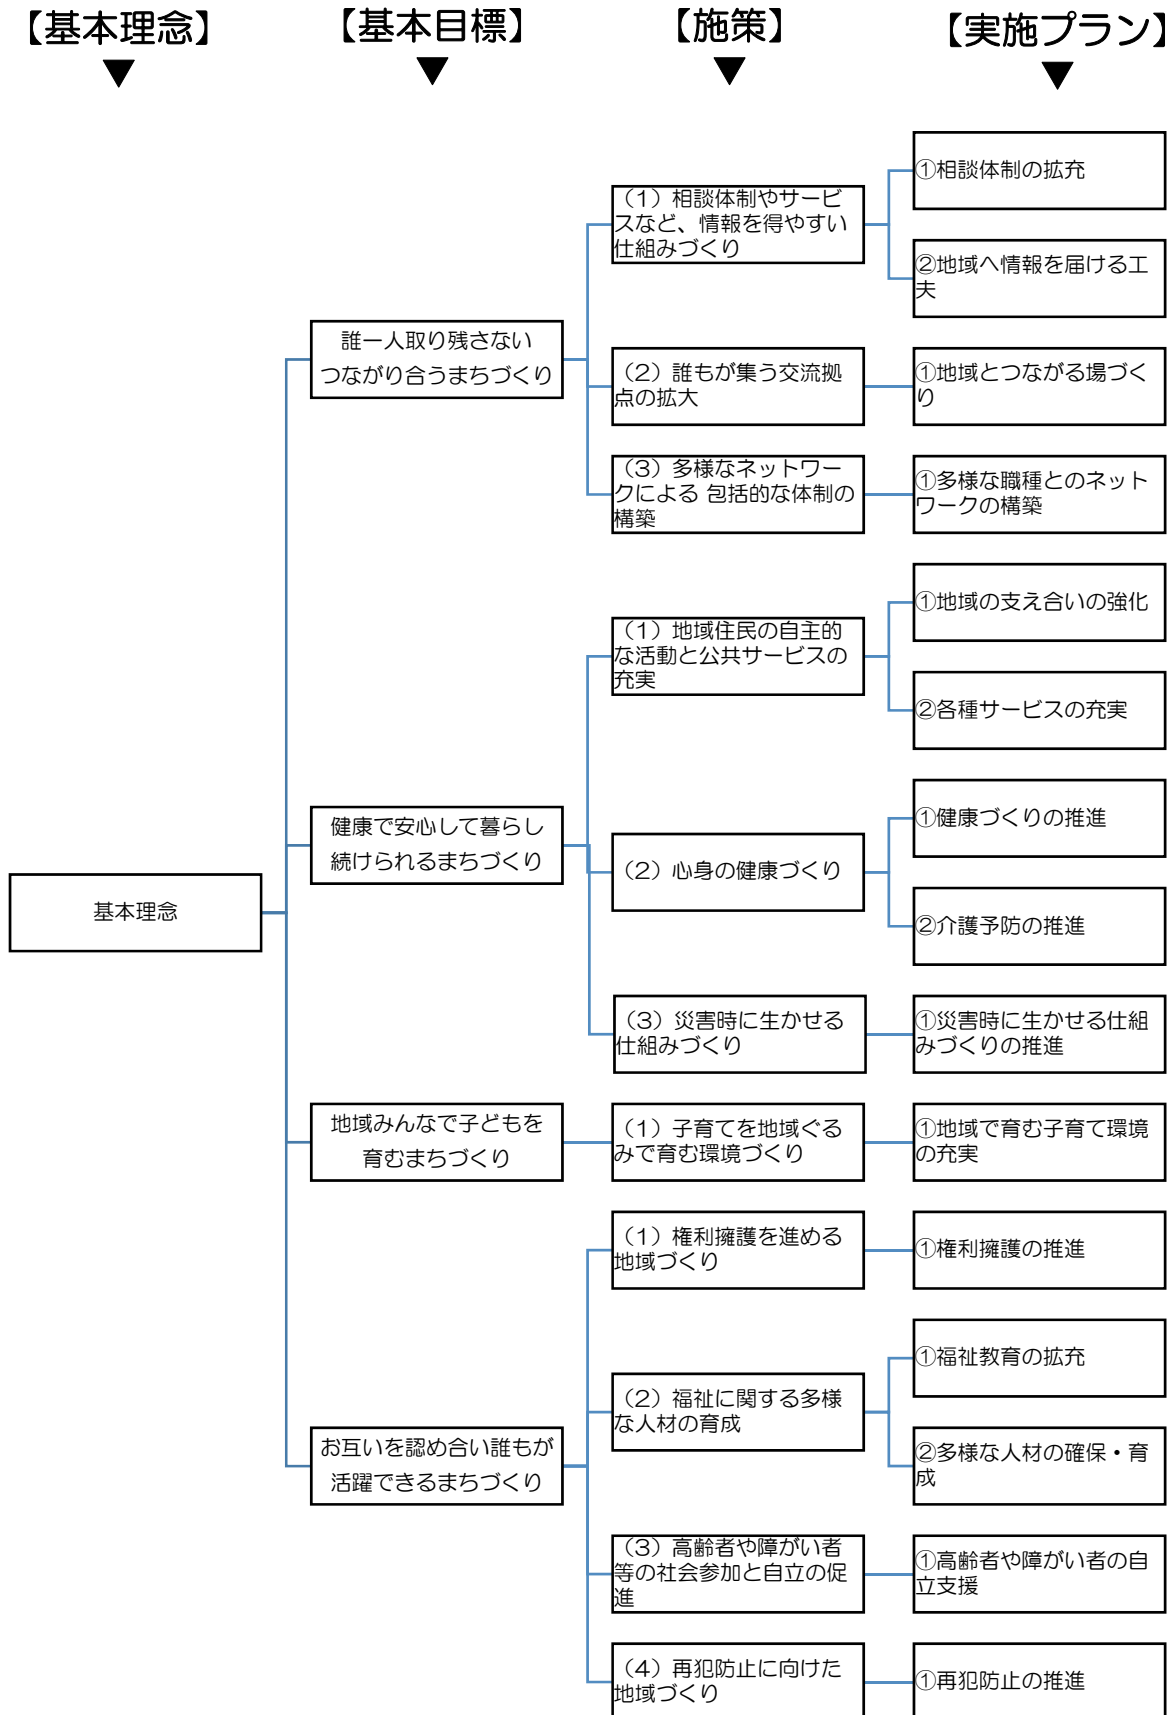 【基本理念】
【基本目標】
【施策】
【実施プラン】
▼
▼
▼
▼
基本理念
誰一人取り残さない
つながり合うまちづくり
（1）相談体制やサービ
スなど、情報を得やすい
仕組みづくり
①相談体制の拡充
②地域へ情報を届ける工
夫
（2）誰もが集う交流拠
点の拡大
①地域とつながる場づく
り
（3）多様なネットワー
クによる 包括的な体制の
構築
①多様な職種とのネット
ワークの構築
健康で安心して暮らし
続けられるまちづくり
（1）地域住民の自主的
な活動と公共サービスの
充実
①地域の支え合いの強化
②各種サービスの充実
（2）心身の健康づくり
①健康づくりの推進
②介護予防の推進
（3）災害時に生かせる
仕組みづくり
①災害時に生かせる仕組
みづくりの推進
地域みんなで子どもを
育むまちづくり
（1）子育てを地域ぐる
みで育む環境づくり
①地域で育む子育て環境
の充実
お互いを認め合い誰もが
活躍できるまちづくり
（1）権利擁護を進める
地域づくり
①権利擁護の推進
（2）福祉に関する多様
な人材の育成
①福祉教育の拡充
②多様な人材の確保・育
成
（3）高齢者や障がい者
等の社会参加と自立の促
進
①高齢者や障がい者の自
立支援
（4）再犯防止に向けた
地域づくり
①再犯防止の推進